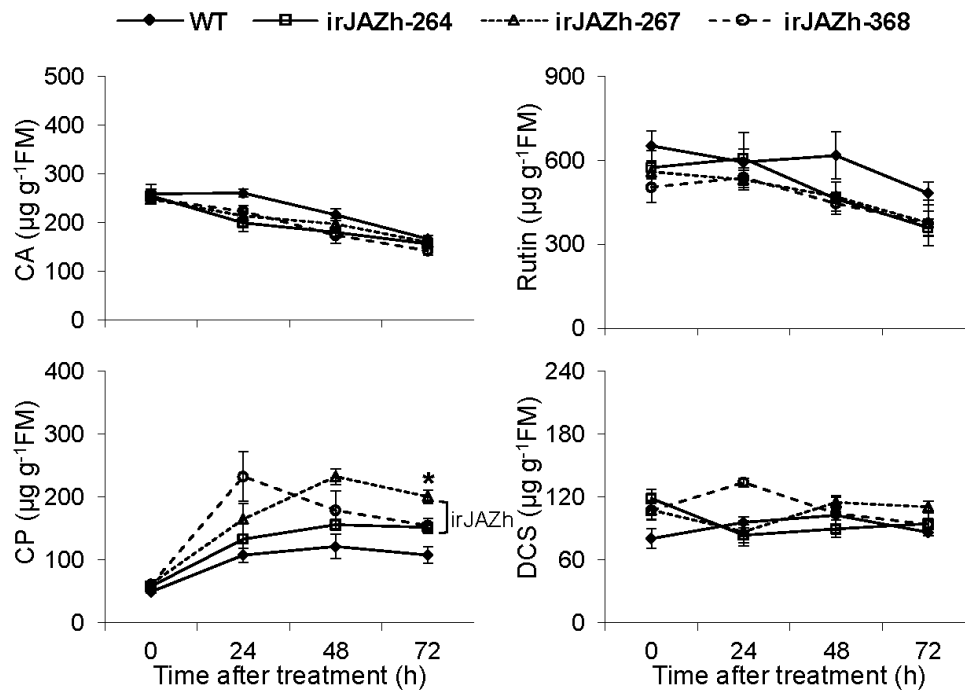 WT irJAZh-264 irJAZh-267 irJAZh-368
CA (µg g⁻¹FM)
500
400
300
200
100
0
Rutin (µg g⁻¹FM)
900
600
300
0
CP (µg g⁻¹FM)
400
300
200
100
0
*
irJAZh
0 24 48 72
Time after treatment (h)
DCS (µg g⁻¹FM)
240
180
120
60
0
0 24 48 72
Time after treatment (h)